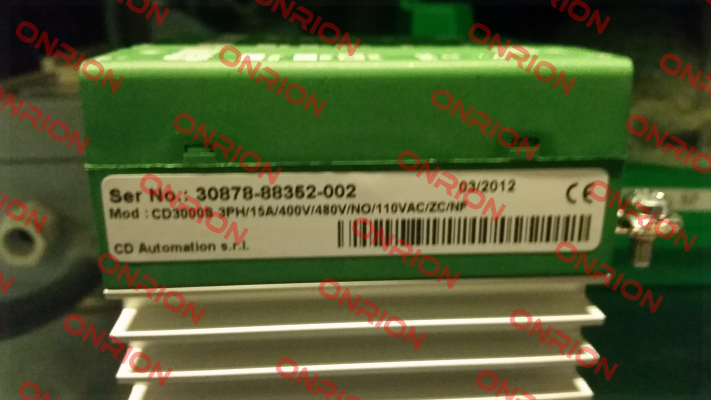 Ser No.: 30878-88352-002 03/2012
Mod : CD3000S 3PH/15A/400V/480V/NO/110VAC/ZC/NF
CD Automation s.r.l. CE
ONRION